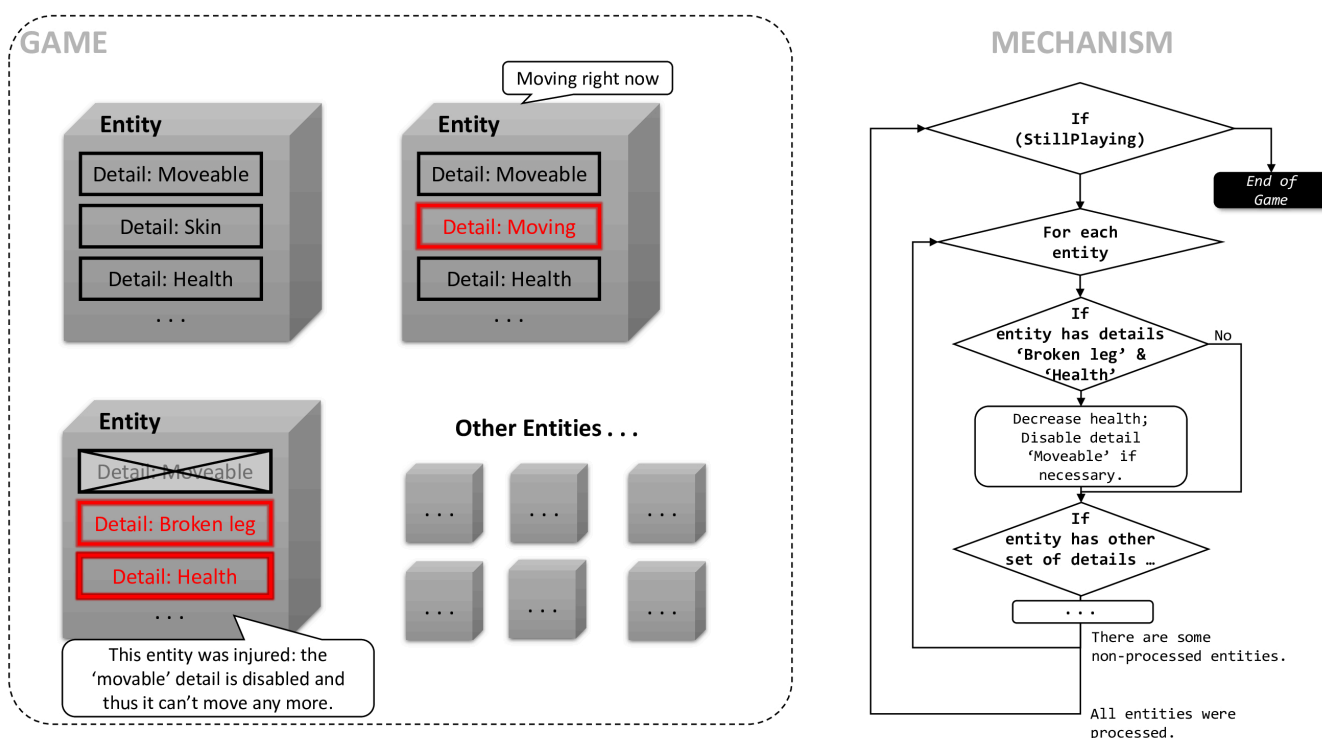 GAME
Moving right now
Entity
Detail: Moveable
Detail: Skin
Detail: Health
. . .
Entity
Detail: Moveable
Detail: Moving
Detail: Health
. . .
Entity
Detail: Moveable
Detail: Broken leg
Detail: Health
. . .
This entity was injured: the
‘movable’ detail is disabled and
thus it can’t move any more.
Other Entities . . .
. . .
. . .
. . .
. . .
. . .
. . .
MECHANISM
If
(StillPlaying)
End of
Game
For each
entity
If
entity has details
‘Broken leg’ &
‘Health’
No
Decrease health;
Disable detail
‘Moveable’ if
necessary.
If
entity has other
set of details …
. . .
There are some
non-processed entities.
All entities were
processed.